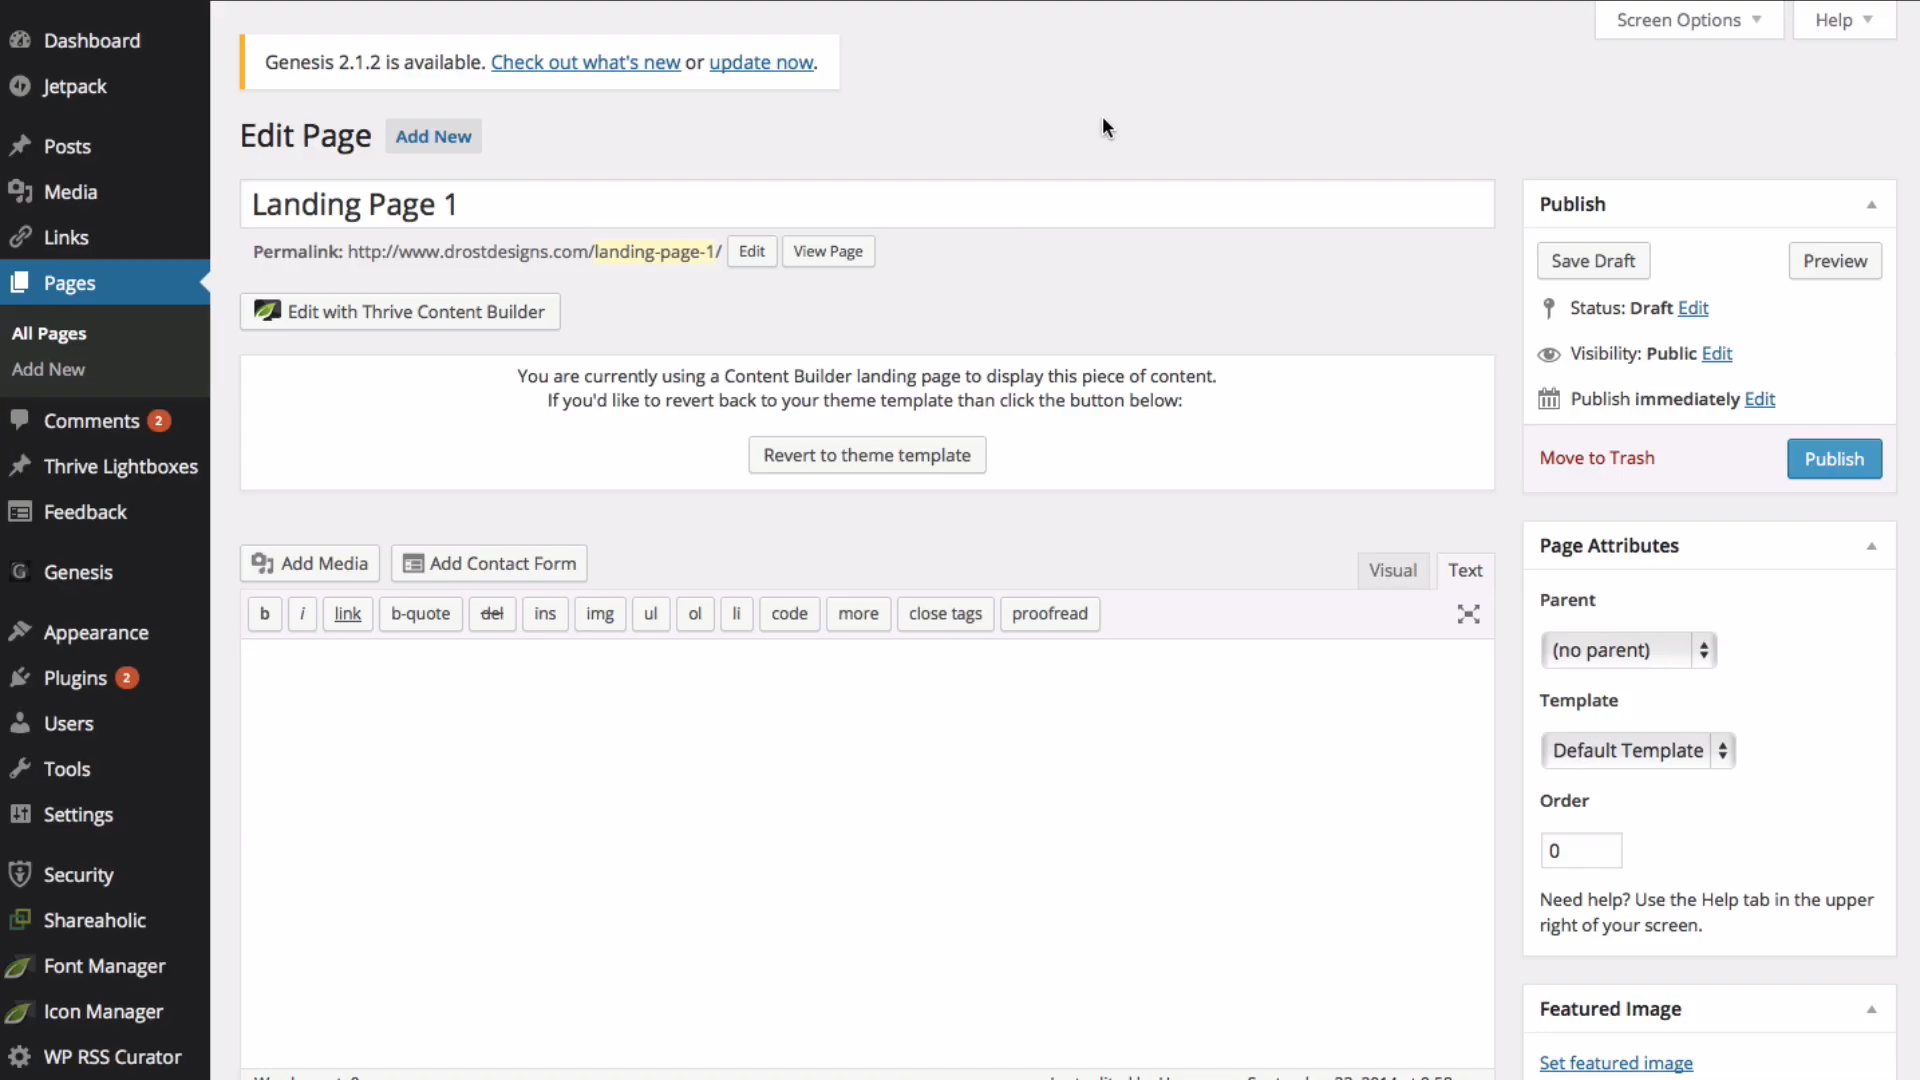 Dashboard
Jetpack
Posts
Media
Links
Pages
All Pages
Add New
Comments 2
Thrive Lightboxes
Feedback
Genesis
Appearance
Plugins 2
Users
Tools
Settings
Security
Shareaholic
Font Manager
Icon Manager
WP RSS Curator
Screen Options
Help
Genesis 2.1.2 is available. Check out what's new or update now.
Edit Page Add New
Landing Page 1
Permalink: http://www.drostdesigns.com/landing-page-1/ Edit View Page
Edit with Thrive Content Builder
You are currently using a Content Builder landing page to display this piece of content.
If you'd like to revert back to your theme template than click the button below:
Revert to theme template
Add Media Add Contact Form
Visual Text
b i link b-quote del ins img ul ol li code more close tags proofread
Publish
Save Draft Preview
Status: Draft Edit
Visibility: Public Edit
Publish immediately Edit
Move to Trash Publish
Page Attributes
Parent
(no parent)
Template
Default Template
Order
0
Need help? Use the Help tab in the upper
right of your screen.
Featured Image
Set featured image